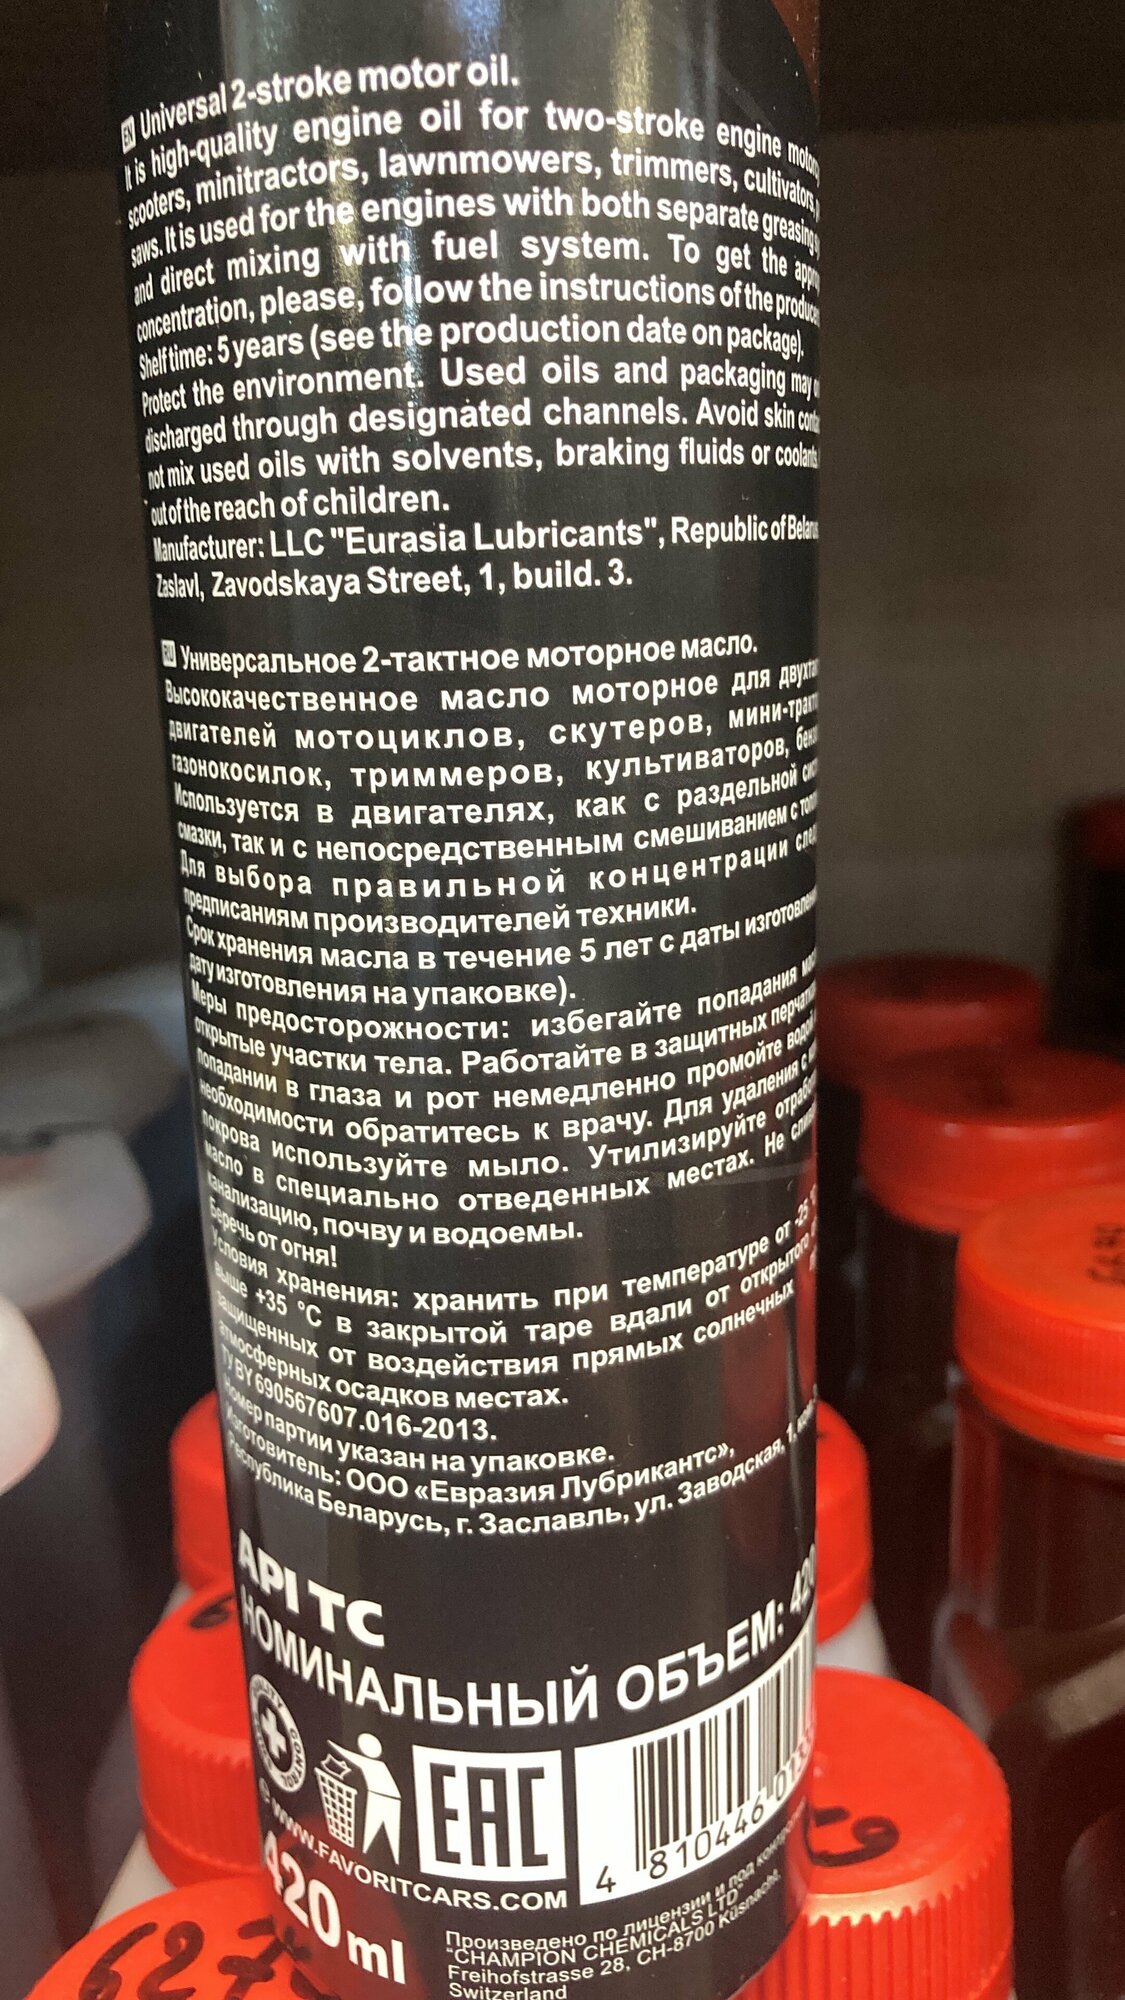 EN Universal 2-stroke motor oil.
It is high-quality engine oil for two-stroke engine
scooters, minitractors, lawnmowers, trimmers, cultivators,
saws. It is used for the engines with both separate greasing
and direct mixing with fuel system. To get the
concentration, please, follow the instructions of the
Shelf time: 5 years (see the production date on package).
Protect the environment. Used oils and packaging may
discharged through designated channels. Avoid skin
not mix used oils with solvents, braking fluids or
out of the reach of children.
Manufacturer: LLC "Eurasia Lubricants", Republic of
Zaslavl, Zavodskaya Street, 1, build. 3.
RU Универсальное 2-тактное моторное масло.
Высококачественное масло моторное для
двигателей мотоциклов, скутеров,
газонокосилок, триммеров, культиваторов,
Используется в двигателях, как с раздельной
смазки, так и с непосредственным смешиванием с
Для выбора правильной концентрации
предписаниям производителей техники.
Срок хранения масла в течение 5 лет с даты
дату изготовления на упаковке).
Меры предосторожности: избегайте попадания
открытые участки тела. Работайте в защитных
попадании в глаза и рот немедленно промойте
необходимости обратитесь к врачу. Для удаления с
покрова используйте мыло. Утилизируйте
масло в специально отведенных местах. Не
канализацию, почву и водоемы.
Беречь от огня!
Условия хранения: хранить при температуре от -25
выше +35 °C в закрытой таре вдали от открытого
защищенных от воздействия прямых солнечных
атмосферных осадков местах.
ТУ BY 690567607.016-2013.
Номер партии указан на упаковке.
Изготовитель: ООО «Евразия Лубрикантс»,
Республика Беларусь, г. Заславль, ул. Заводская, 1,
API TC
НОМИНАЛЬНЫЙ ОБЪЕМ: 420
CONTROL
EAC
© WWW.FAVORITCARS.COM
4 810446
420 ml
Произведено по лицензии и под
"CHAMPION CHEMICALS LTD
Freihofstrasse 28, CH-8700 Küsnacht,
Switzerland